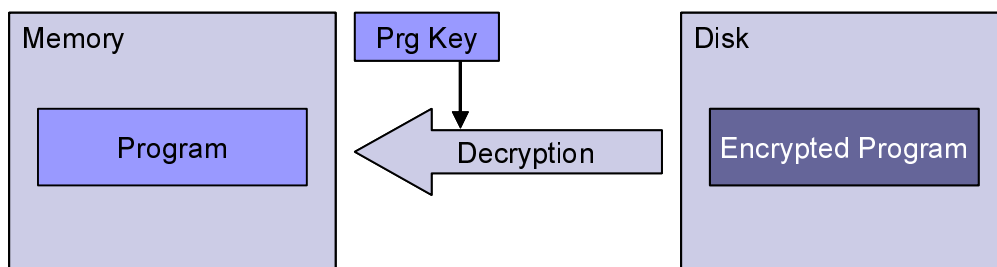 Memory
Prg Key
Disk
Program
Decryption
Encrypted Program